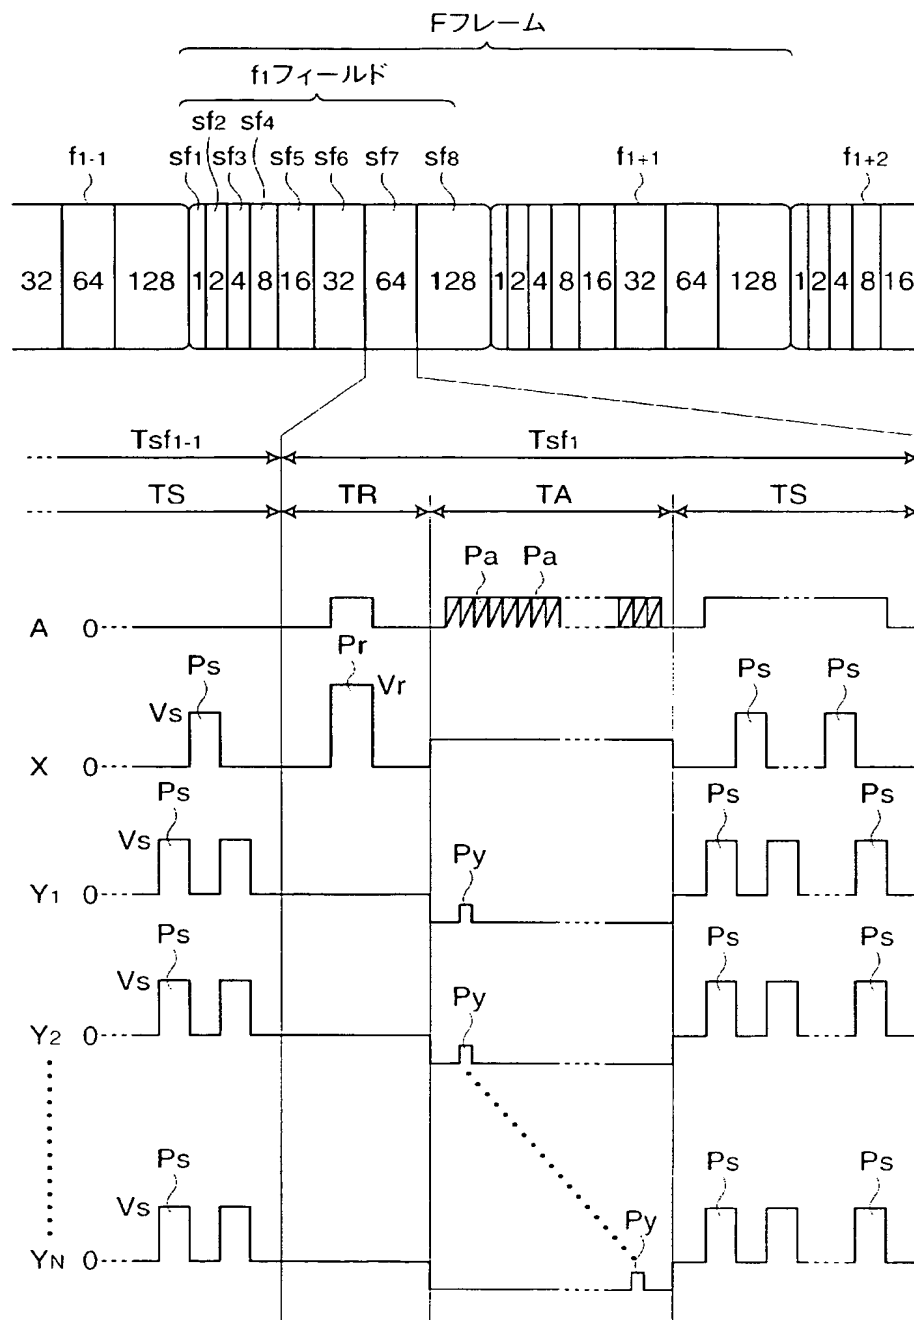 Fフレーム
f1フィールド
sf2 sf4
f1-1 sf1 sf3 sf5 sf6 sf7 sf8 f1+1 f1+2
32 64 128 1 2 4 8 16 32 64 128 1 2 4 8 16 32 64 128 1 2 4 8 16
Tsf1-1 Tsf1
TS TR TA TS
Pa Pa
A 0
Ps Pr Vr Ps Ps
Vs
X 0
Ps Ps Ps
Vs Py
Y1 0
Ps Ps Ps
Vs Py
Y2 0
Ps Ps Ps
Vs Py
YN 0